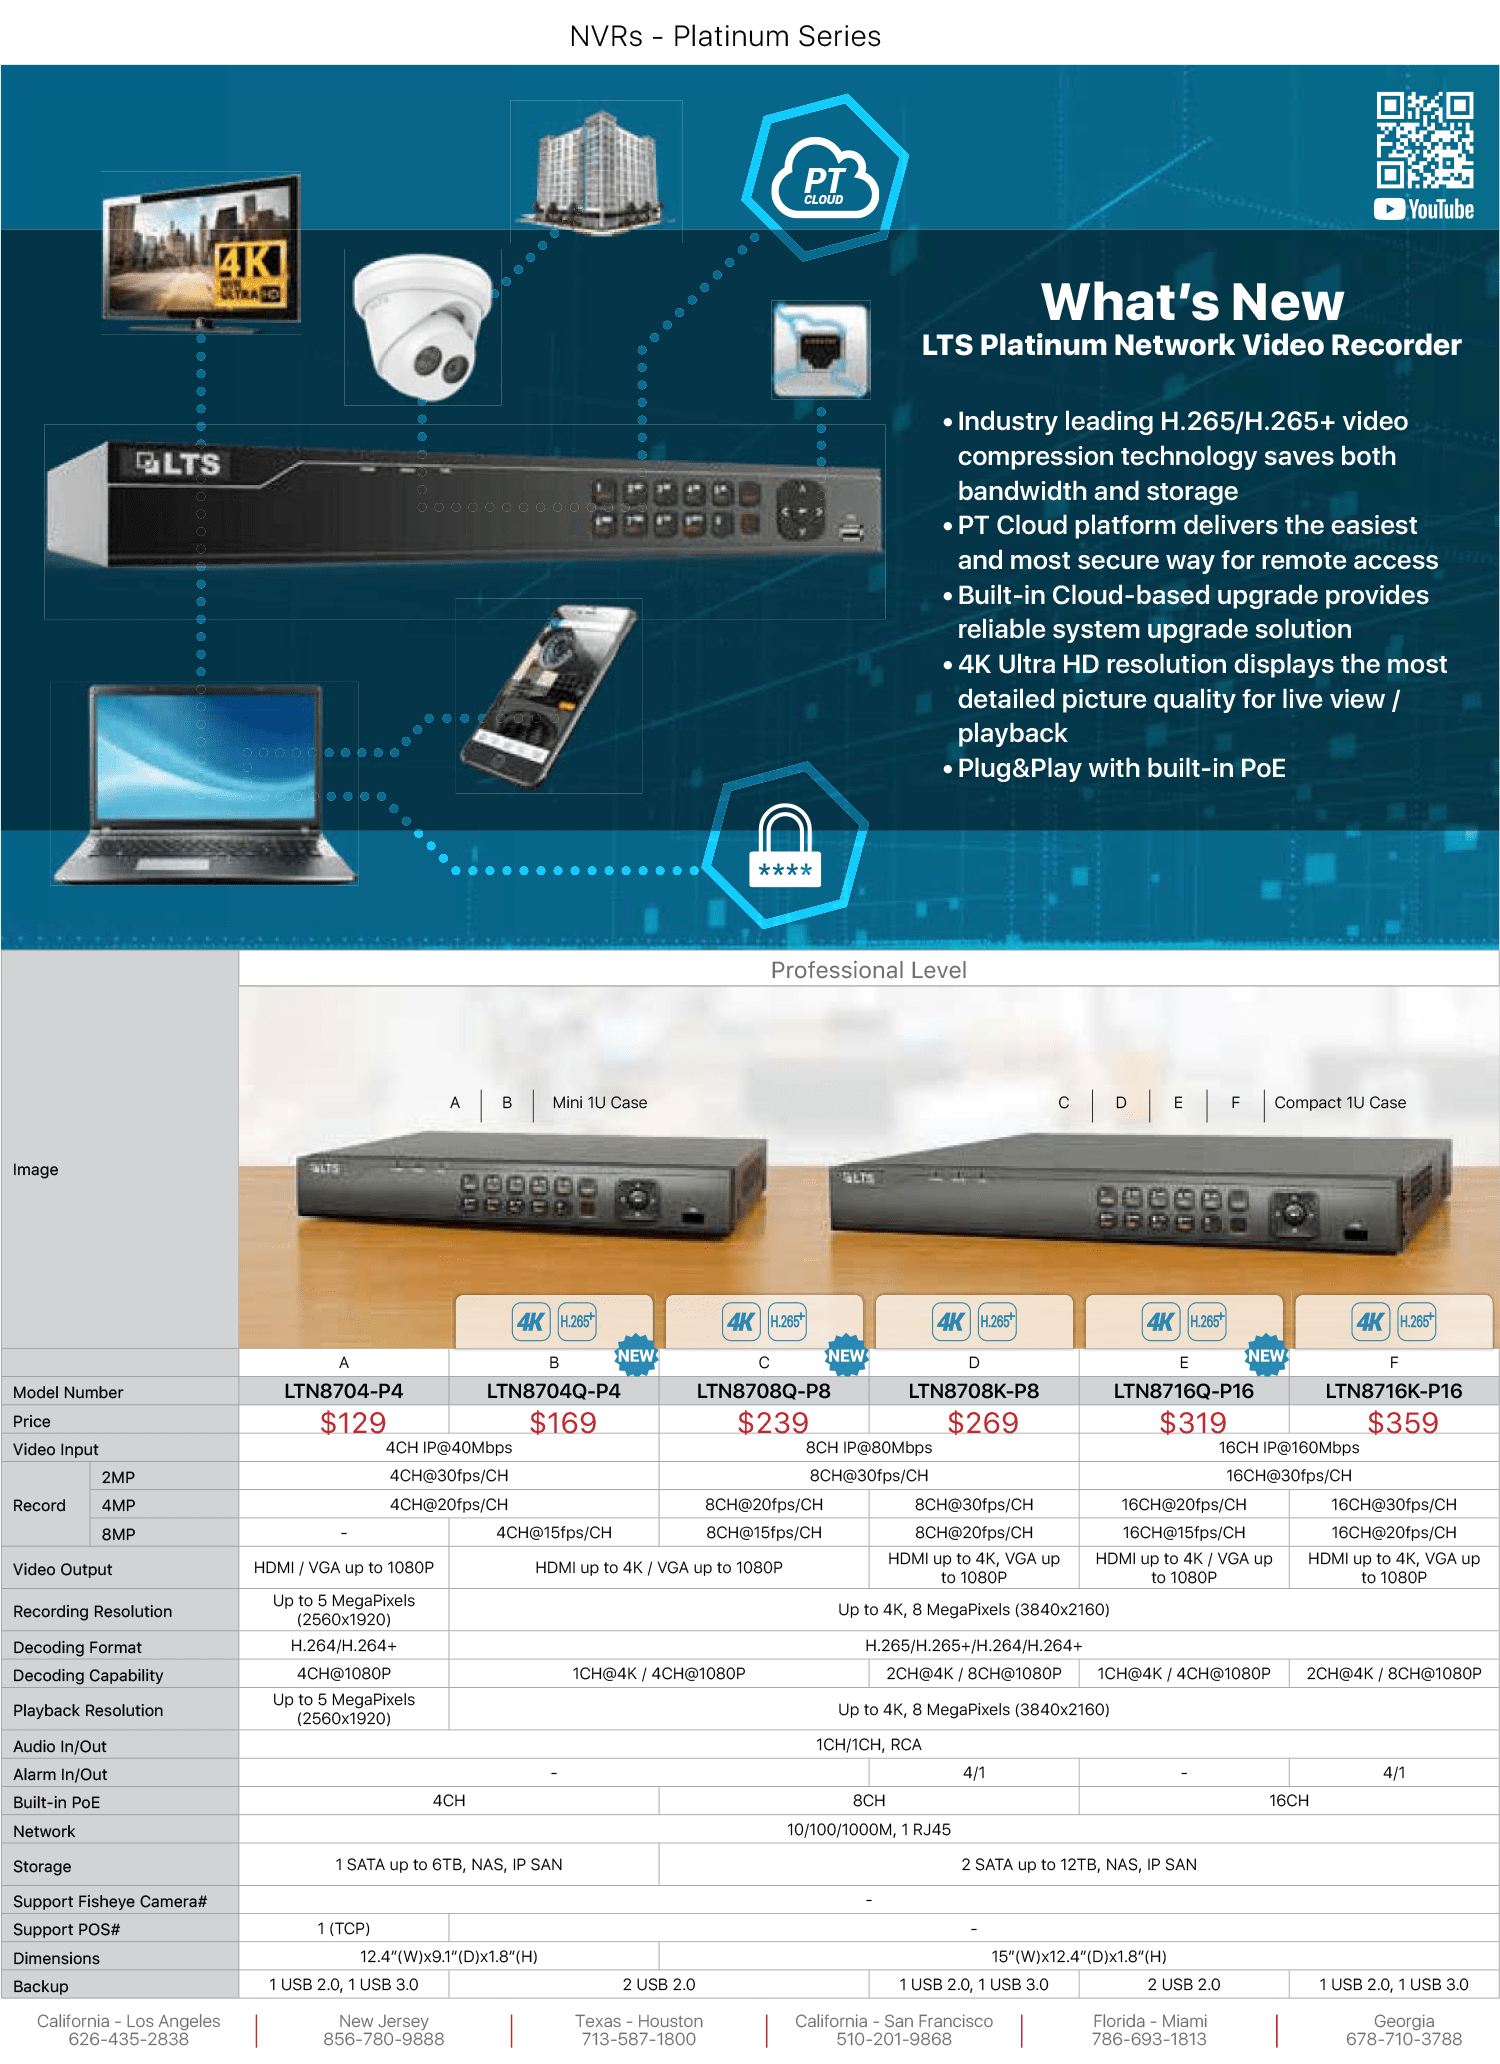 NVRs - Platinum Series
PT
CLOUD
YouTube
4K
ULTRA HD
What's New
LTS Platinum Network Video Recorder
LTS
• Industry leading H.265/H.265+ video
compression technology saves both
bandwidth and storage
• PT Cloud platform delivers the easiest
and most secure way for remote access
• Built-in Cloud-based upgrade provides
reliable system upgrade solution
• 4K Ultra HD resolution displays the most
detailed picture quality for live view /
playback
• Plug&Play with built-in PoE
****
Professional Level
Image
A | B | Mini 1U Case
C | D | E | F | Compact 1U Case
LTS
LTS
4K H.265+ 4K H.265+ 4K H.265+ 4K H.265+ 4K H.265+
NEW NEW NEW
A B C D E F
Model Number LTN8704-P4 LTN8704Q-P4 LTN8708Q-P8 LTN8708K-P8 LTN8716Q-P16 LTN8716K-P16
Price $129 $169 $239 $269 $319 $359
Video Input 4CH IP@40Mbps 8CH IP@80Mbps 16CH IP@160Mbps
Record
2MP 4CH@30fps/CH 8CH@30fps/CH 16CH@30fps/CH
4MP 4CH@20fps/CH 8CH@20fps/CH 8CH@30fps/CH 16CH@20fps/CH 16CH@30fps/CH
8MP - 4CH@15fps/CH 8CH@15fps/CH 8CH@20fps/CH 16CH@15fps/CH 16CH@20fps/CH
Video Output HDMI / VGA up to 1080P HDMI up to 4K / VGA up to 1080P HDMI up to 4K, VGA up to 1080P HDMI up to 4K / VGA up to 1080P HDMI up to 4K, VGA up to 1080P
Recording Resolution Up to 5 MegaPixels (2560x1920) Up to 4K, 8 MegaPixels (3840x2160)
Decoding Format H.264/H.264+ H.265/H.265+/H.264/H.264+
Decoding Capability 4CH@1080P 1CH@4K / 4CH@1080P 2CH@4K / 8CH@1080P 1CH@4K / 4CH@1080P 2CH@4K / 8CH@1080P
Playback Resolution Up to 5 MegaPixels (2560x1920) Up to 4K, 8 MegaPixels (3840x2160)
Audio In/Out 1CH/1CH, RCA
Alarm In/Out - 4/1 - 4/1
Built-in PoE 4CH 8CH 16CH
Network 10/100/1000M, 1 RJ45
Storage 1 SATA up to 6TB, NAS, IP SAN 2 SATA up to 12TB, NAS, IP SAN
Support Fisheye Camera# -
Support POS# 1 (TCP) -
Dimensions 12.4"(W)x9.1"(D)x1.8"(H) 15"(W)x12.4"(D)x1.8"(H)
Backup 1 USB 2.0, 1 USB 3.0 2 USB 2.0 1 USB 2.0, 1 USB 3.0 2 USB 2.0 1 USB 2.0, 1 USB 3.0
California - Los Angeles New Jersey Texas - Houston California - San Francisco Florida - Miami Georgia
626-435-2838 856-780-9888 713-587-1800 510-201-9868 786-693-1813 678-710-3788